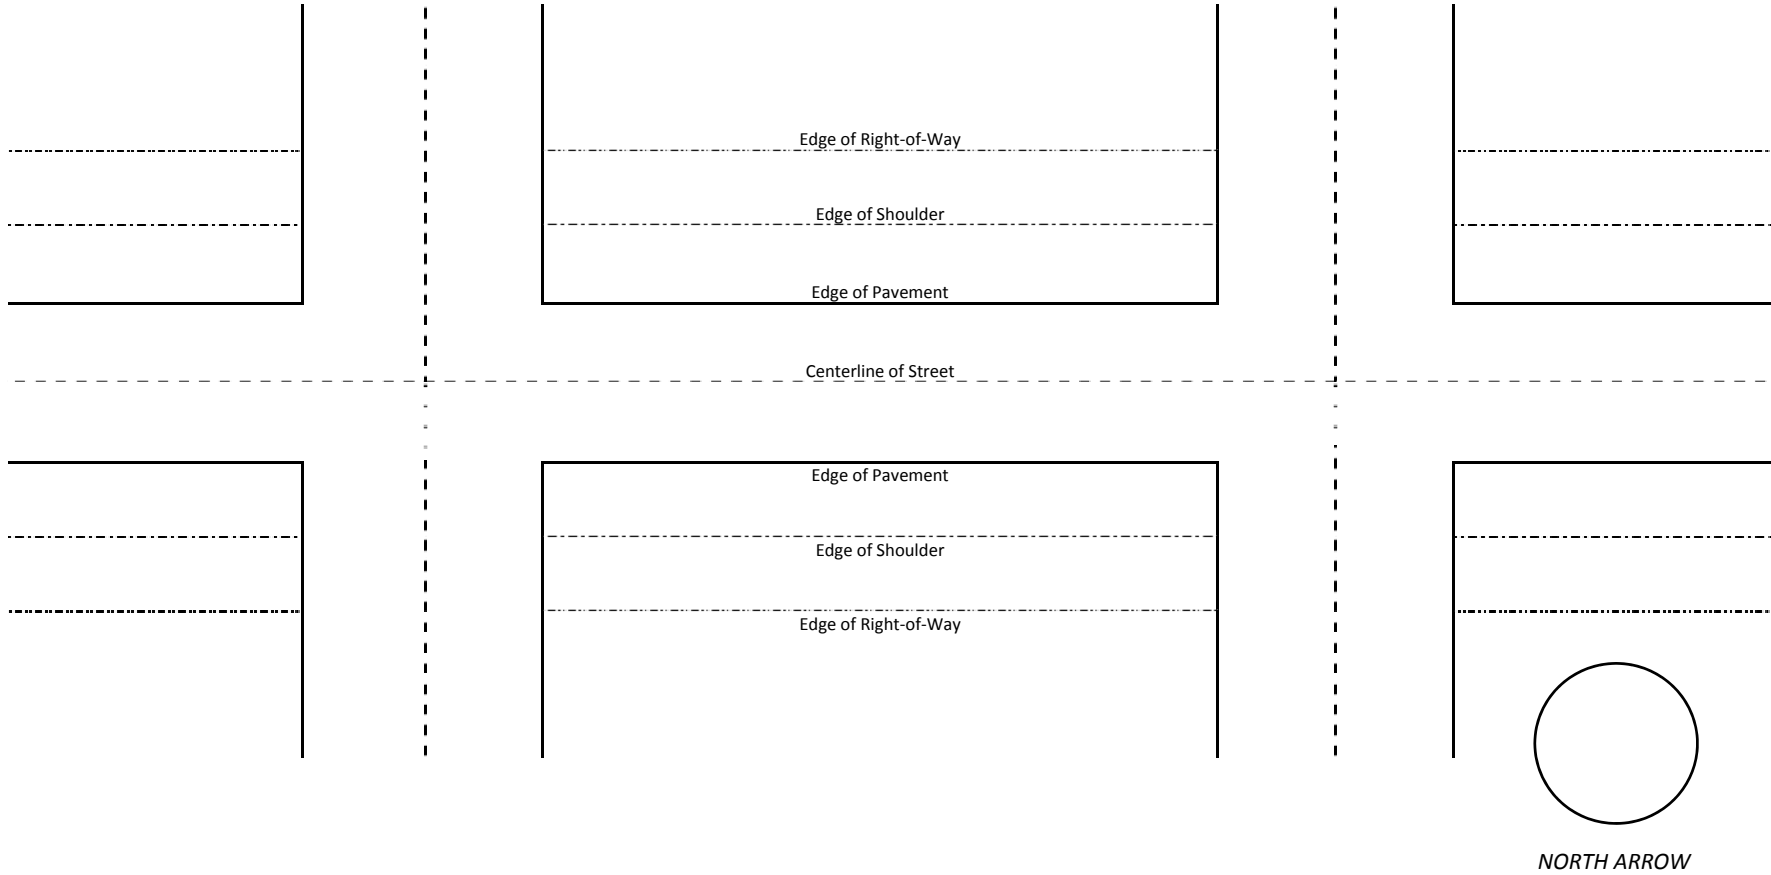 Edge of Right-of-Way
Edge of Shoulder
Edge of Pavement
Centerline of Street
Edge of Pavement
Edge of Shoulder
Edge of Right-of-Way
NORTH ARROW